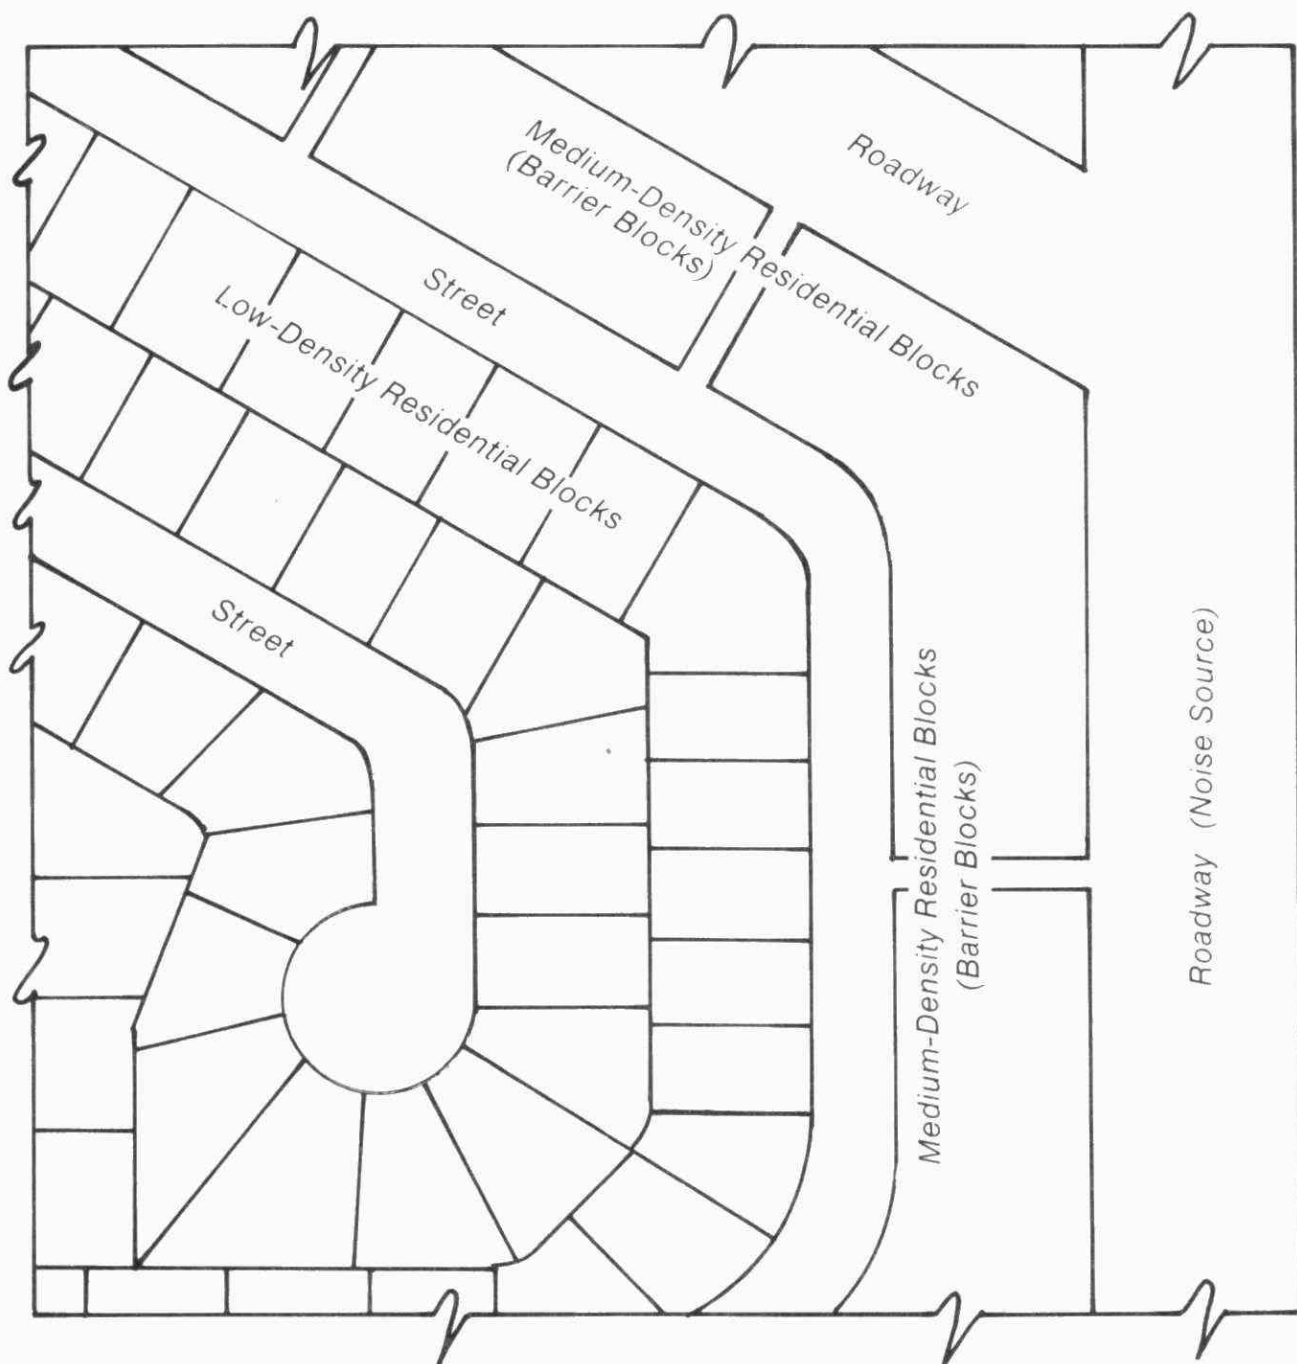 Medium-Density Residential Blocks
(Barrier Blocks)
Roadway
Street
Low-Density Residential Blocks
Street
Medium-Density Residential Blocks
(Barrier Blocks)
Roadway (Noise Source)